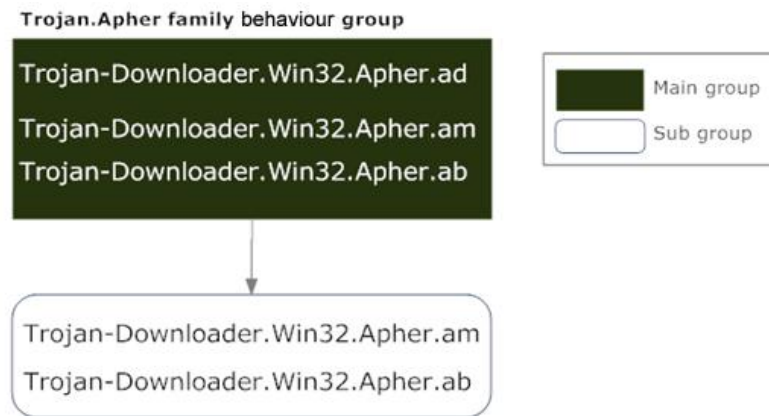 Trojan.Apher family behaviour group
Trojan-Downloader.Win32.Apher.ad
Trojan-Downloader.Win32.Apher.am
Trojan-Downloader.Win32.Apher.ab
Main group
Sub group
Trojan-Downloader.Win32.Apher.am
Trojan-Downloader.Win32.Apher.ab